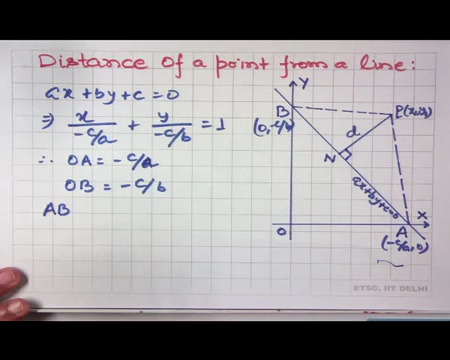 Distance of a point from a line:
ax + by + c = 0
⇒ x/(-c/a) + y/(-c/b) = 1
∴ OA = -c/a
OB = -c/b
AB
Y
B
(0, -c/b)
P(x₁,y₁)
d
N
ax+by+c=0
X
O
A
(-c/a, 0)
ETSC, IIT DELHI